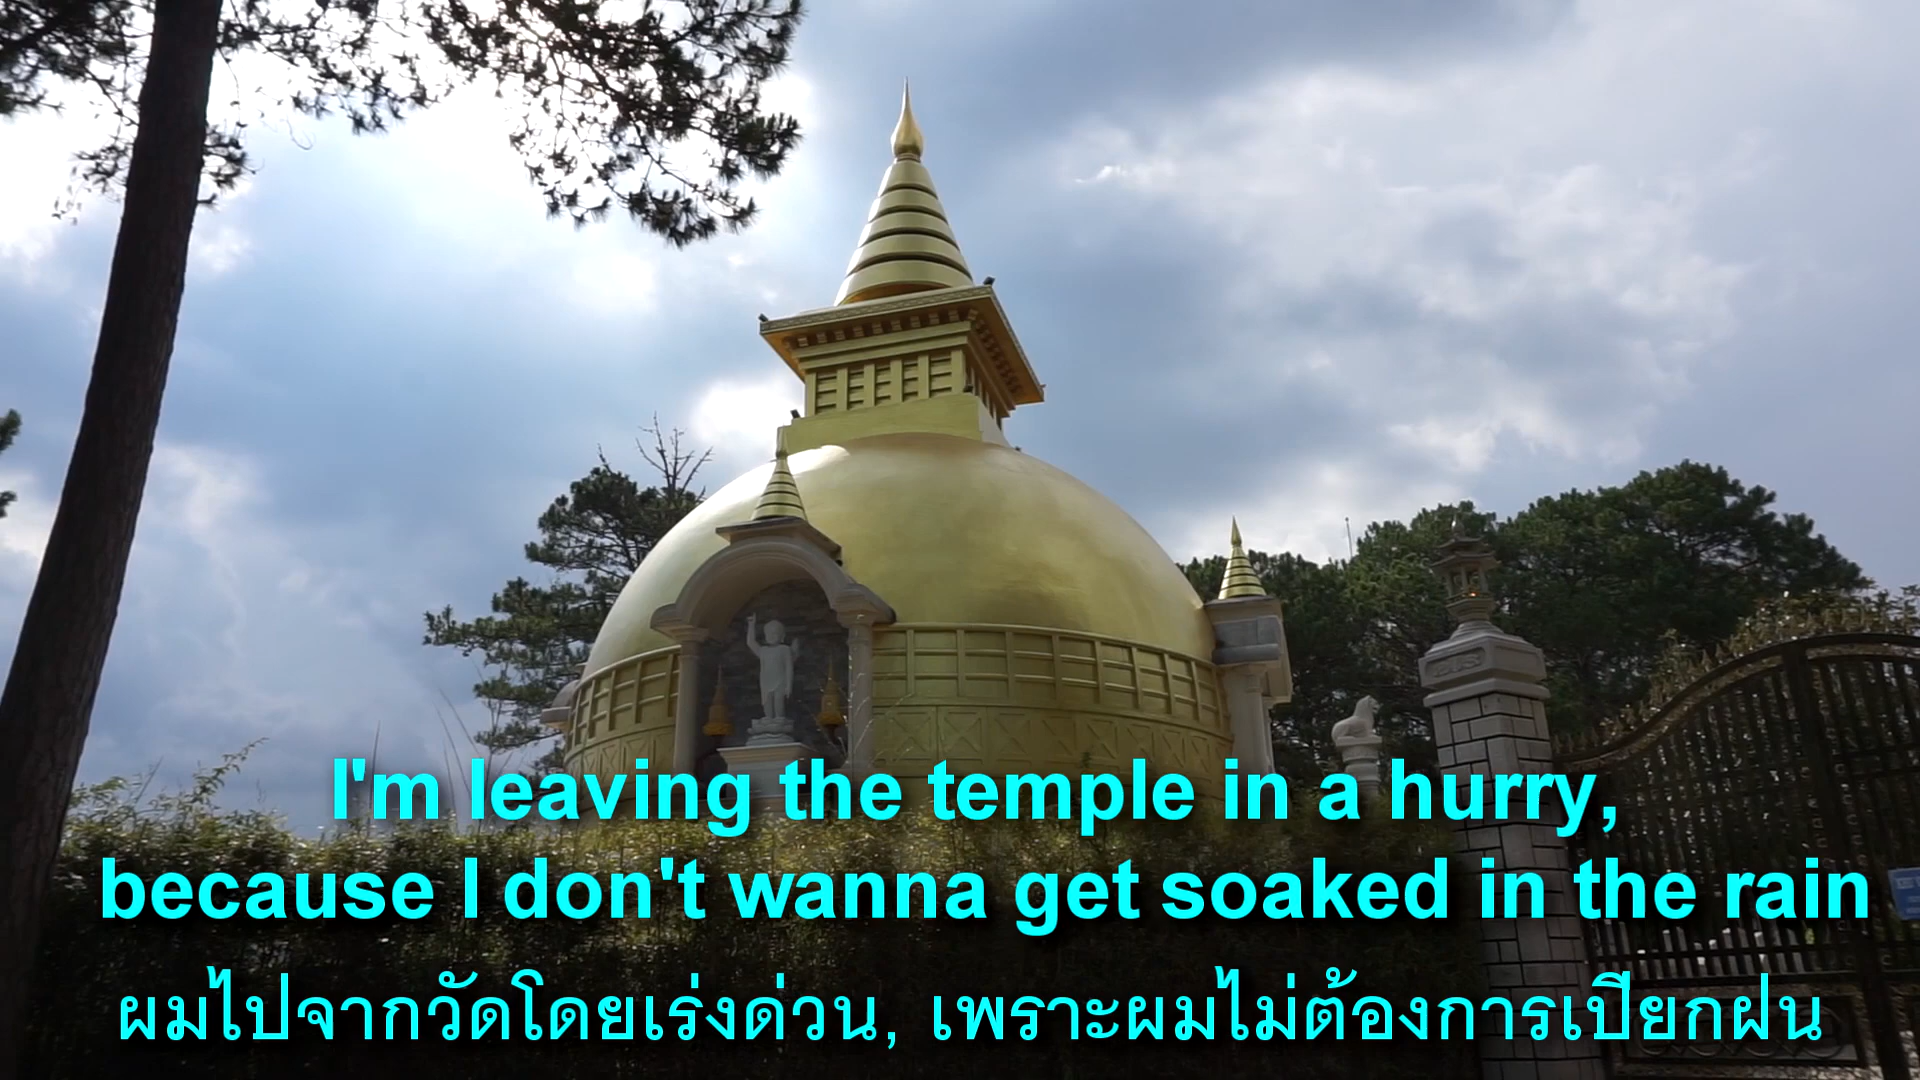 I'm leaving the temple in a hurry,
because I don't wanna get soaked in the rain
ผมไปจากวัดโดยเร่งด่วน, เพราะผมไม่ต้องการเปียกฝน